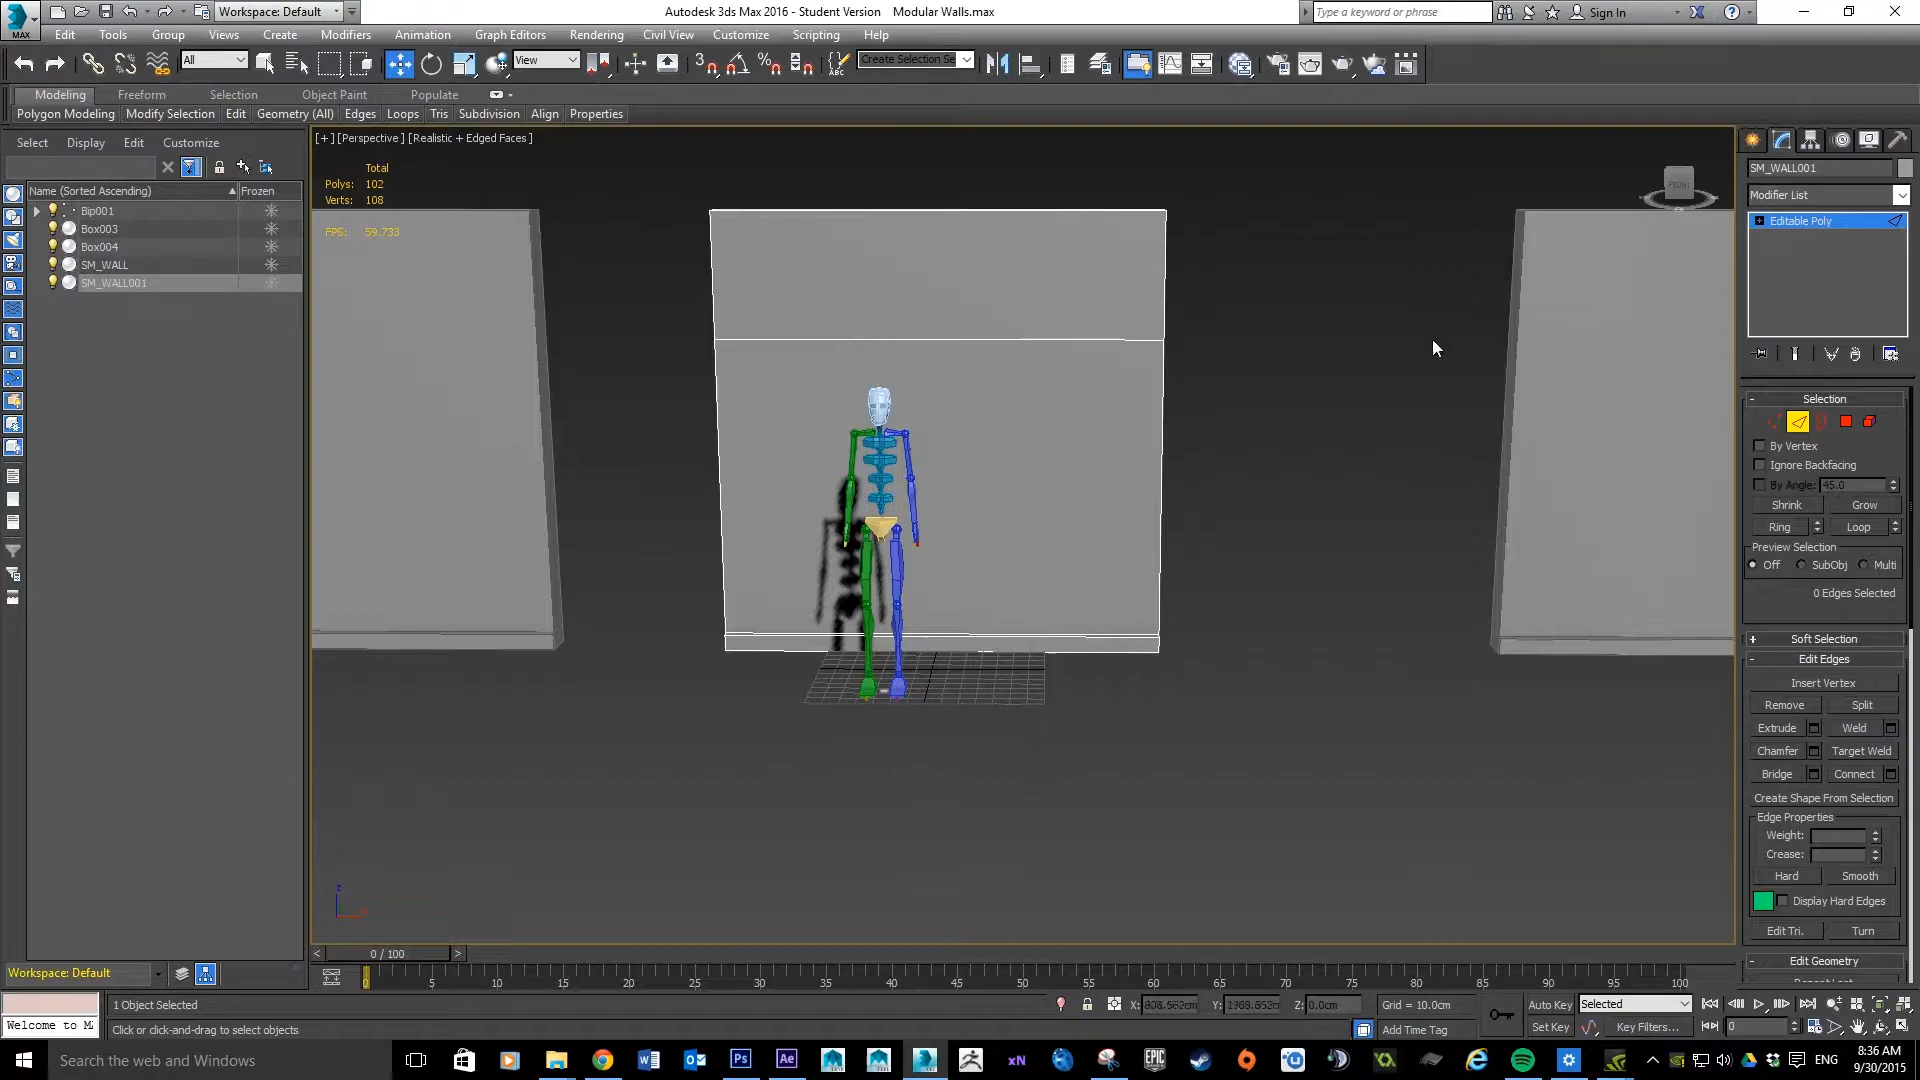 Workspace: Default
Autodesk 3ds Max 2016 - Student Version Modular Walls.max
Type a keyword or phrase
Sign In
MAX
Edit Tools Group Views Create Modifiers Animation Graph Editors Rendering Civil View Customize Scripting Help
All
View
Create Selection Se
ABC
Modeling Freeform Selection Object Paint Populate
Polygon Modeling Modify Selection Edit Geometry (All) Edges Loops Tris Subdivision Align Properties
Select Display Edit Customize
Name (Sorted Ascending) Frozen
Bip001
Box003
Box004
SM_WALL
SM_WALL001
[+] [Perspective] [Realistic + Edged Faces]
Total
Polys: 102
Verts: 108
FPS: 59.733
FRONT
z
SM_WALL001
Modifier List
Editable Poly
Selection
By Vertex
Ignore Backfacing
By Angle: 45.0
Shrink Grow
Ring Loop
Preview Selection
Off SubObj Multi
0 Edges Selected
Soft Selection
Edit Edges
Insert Vertex
Remove Split
Extrude Weld
Chamfer Target Weld
Bridge Connect
Create Shape From Selection
Edge Properties
Weight:
Crease:
Hard Smooth
Display Hard Edges
Edit Tri. Turn
Edit Geometry
Workspace: Default
0 / 100
0 5 10 15 20 25 30 35 40 45 50 55 60 65 70 75 80 85 90 95 100
1 Object Selected
X: Y: Z: 0.0cm
Grid = 10.0cm
Auto Key Selected
Welcome to M
Click or click-and-drag to select objects
Add Time Tag
Set Key Key Filters... 0
Search the web and Windows
ENG
8:36 AM
9/30/2015